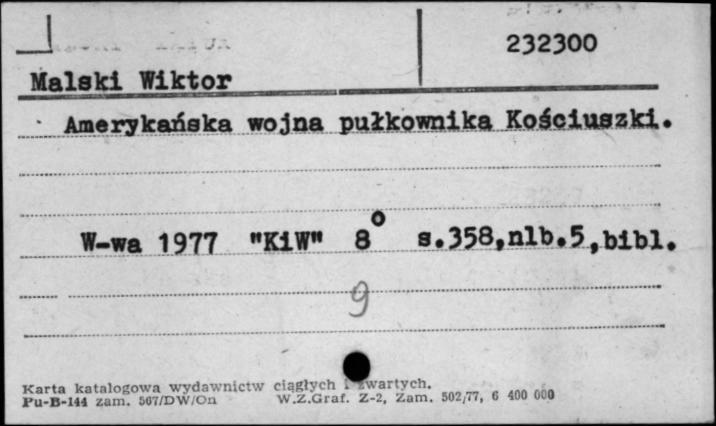 232300
Malski Wiktor
Amerykańska wojna pułkownika Kościuszki.
W-wa 1977 "KiW" 8° s.358,nlb.5,bibl.
9
Karta katalogowa wydawnictw ciągłych i zwartych.
Pu-B-144 zam. 567/DW/On W.Z.Graf. Z-2, Zam. 502/77, 6 400 000